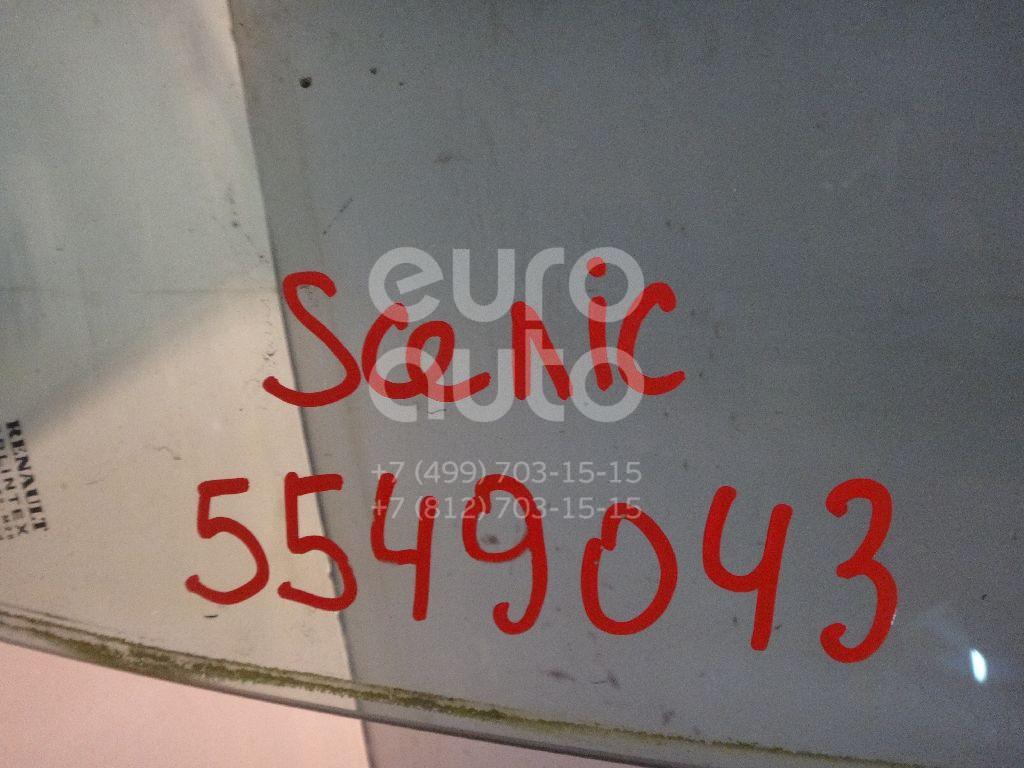 euro
auto
Scenic
+7 (499) 703-15-15
+7 (812) 703-15-15
5549043
RENAULT